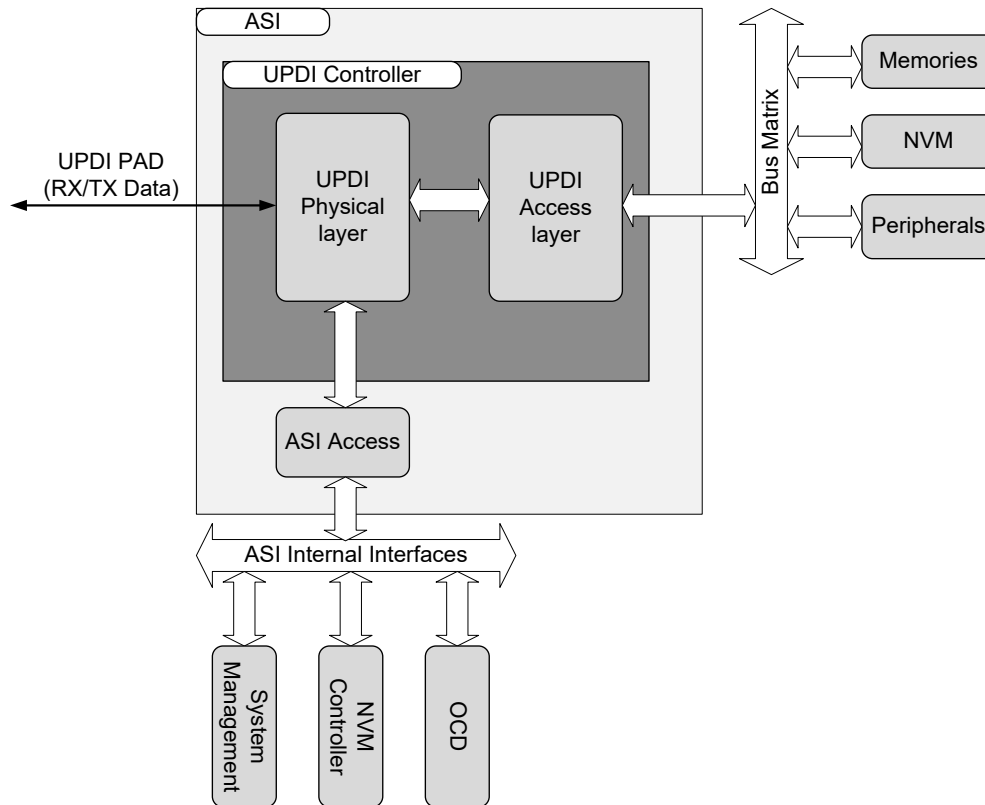 ASI
UPDI Controller
UPDI PAD
(RX/TX Data)
UPDI
Physical
layer
UPDI
Access
layer
Bus Matrix
Memories
NVM
Peripherals
ASI Access
ASI Internal Interfaces
System
Management
NVM
Controller
OCD